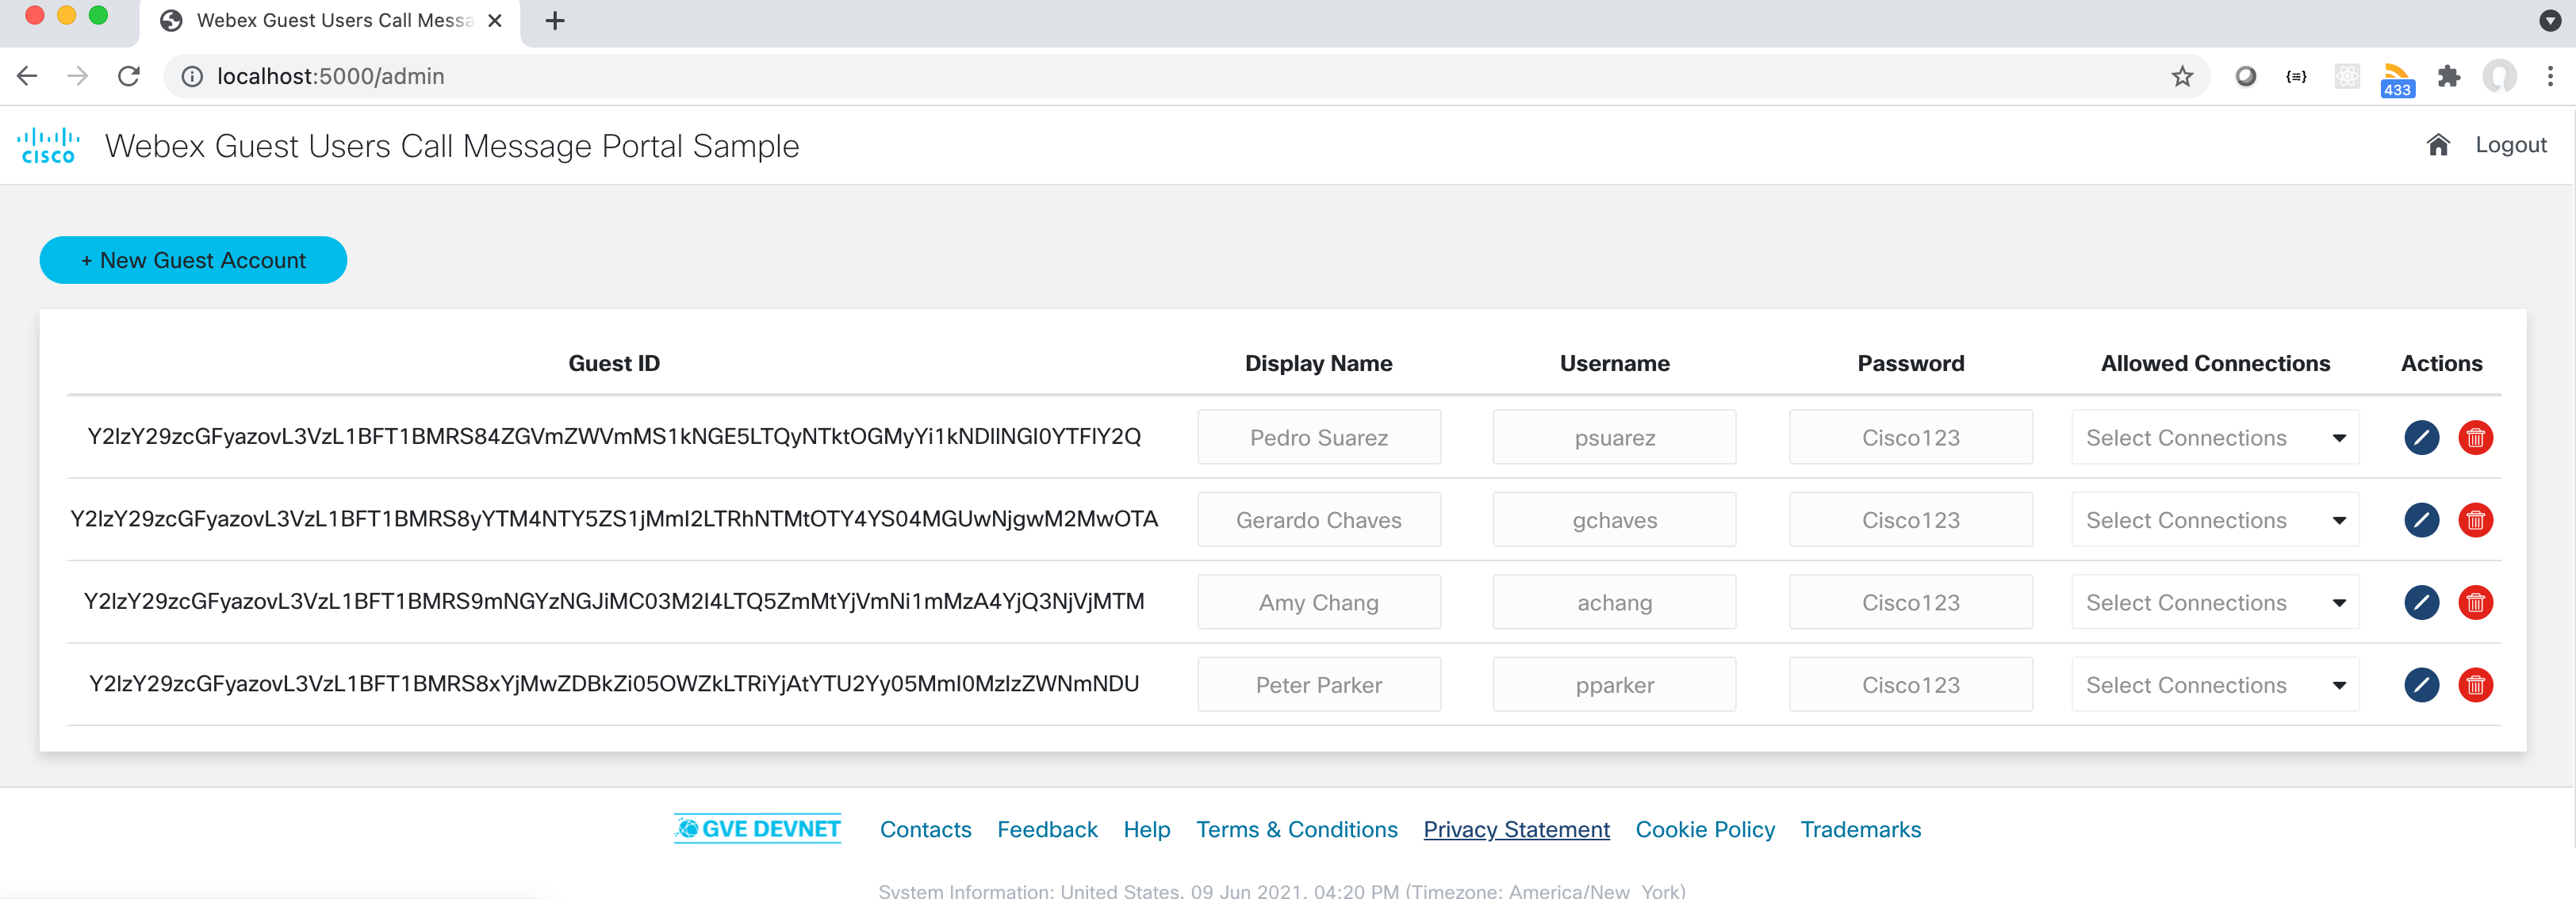 Webex Guest Users Call Messa
localhost:5000/admin
433
CISCO Webex Guest Users Call Message Portal Sample Logout
+ New Guest Account
Guest ID Display Name Username Password Allowed Connections Actions
Y2lzY29zcGFyazovL3VzL1BFT1BMRS84ZGVmZWVmMS1kNGE5LTQyNTktOGMyYi1kNDllNGI0YTFlY2Q Pedro Suarez psuarez Cisco123 Select Connections
Y2lzY29zcGFyazovL3VzL1BFT1BMRS8yYTM4NTY5ZS1jMmI2LTRhNTMtOTY4YS04MGUwNjgwM2MwOTA Gerardo Chaves gchaves Cisco123 Select Connections
Y2lzY29zcGFyazovL3VzL1BFT1BMRS9mNGYzNGJiMC03M2I4LTQ5ZmMtYjVmNi1mMzA4YjQ3NjVjMTM Amy Chang achang Cisco123 Select Connections
Y2lzY29zcGFyazovL3VzL1BFT1BMRS8xYjMwZDBkZi05OWZkLTRiYjAtYTU2Yy05MmI0MzIzZWNmNDU Peter Parker pparker Cisco123 Select Connections
GVE DEVNET Contacts Feedback Help Terms & Conditions Privacy Statement Cookie Policy Trademarks
System Information: United States, 09 Jun 2021, 04:20 PM (Timezone: America/New_York)